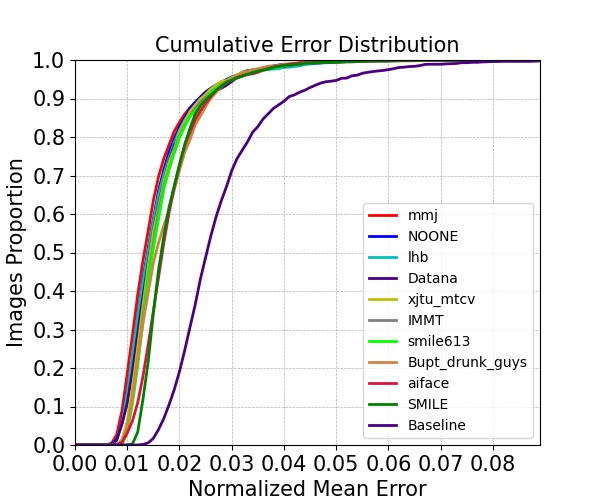 Cumulative Error Distribution
1.0
0.9
0.8
0.7
0.6
0.5
0.4
0.3
0.2
0.1
0.0
Images Proportion
mmj
NOONE
lhb
Datana
xjtu_mtcv
IMMT
smile613
Bupt_drunk_guys
aiface
SMILE
Baseline
0.00 0.01 0.02 0.03 0.04 0.05 0.06 0.07 0.08
Normalized Mean Error